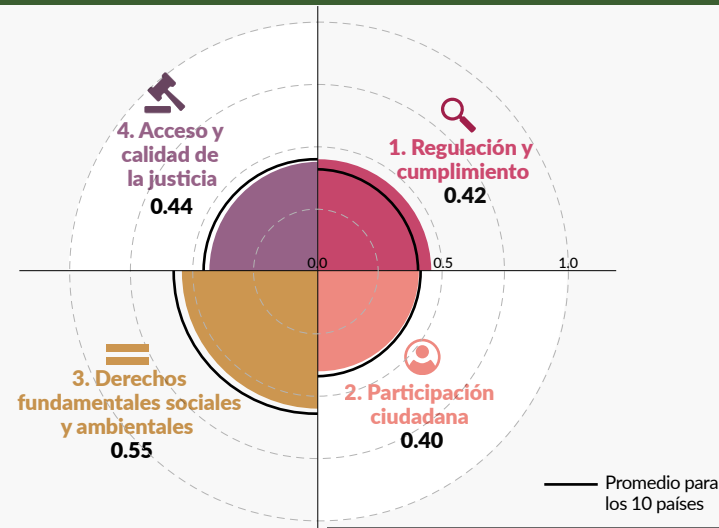 4. Acceso y
calidad de
la justicia
0.44
1. Regulación y
cumplimiento
0.42
0.0
0.5
1.0
3. Derechos
fundamentales sociales
y ambientales
0.55
2. Participación
ciudadana
0.40
Promedio para
los 10 países